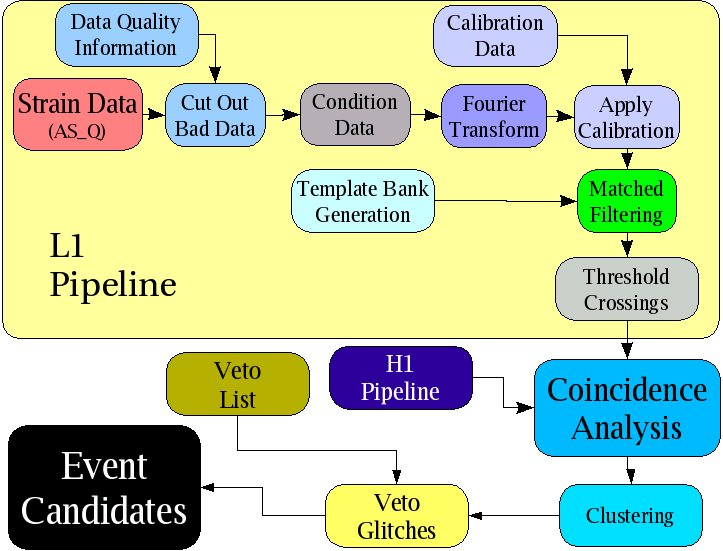 Data Quality
Information
Calibration
Data
Strain Data
(AS_Q)
Cut Out
Bad Data
Condition
Data
Fourier
Transform
Apply
Calibration
Template Bank
Generation
Matched
Filtering
L1
Pipeline
Threshold
Crossings
Veto
List
H1
Pipeline
Coincidence
Analysis
Event
Candidates
Veto
Glitches
Clustering